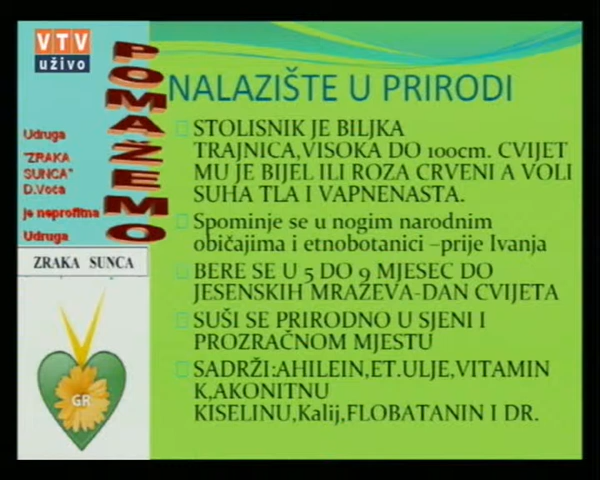 VTV
uživo
POMAŽEMO
Udruga
"ZRAKA
SUNCA"
D.Voća
je neprofitna
Udruga
ZRAKA SUNCA
GR
NALAZIŠTE U PRIRODI
STOLISNIK JE BILJKA
TRAJNICA,VISOKA DO 100cm. CVIJET
MU JE BIJEL ILI ROZA CRVENI A VOLI
SUHA TLA I VAPNENASTA.
Spominje se u nogim narodnim
običajima i etnobotanici –prije Ivanja
BERE SE U 5 DO 9 MJESEC DO
JESENSKIH MRAZEVA-DAN CVIJETA
SUŠI SE PRIRODNO U SJENI I
PROZRAČNOM MJESTU
SADRŽI:AHILEIN,ET.ULJE,VITAMIN
K,AKONITNU
KISELINU,Kalij,FLOBATANIN I DR.